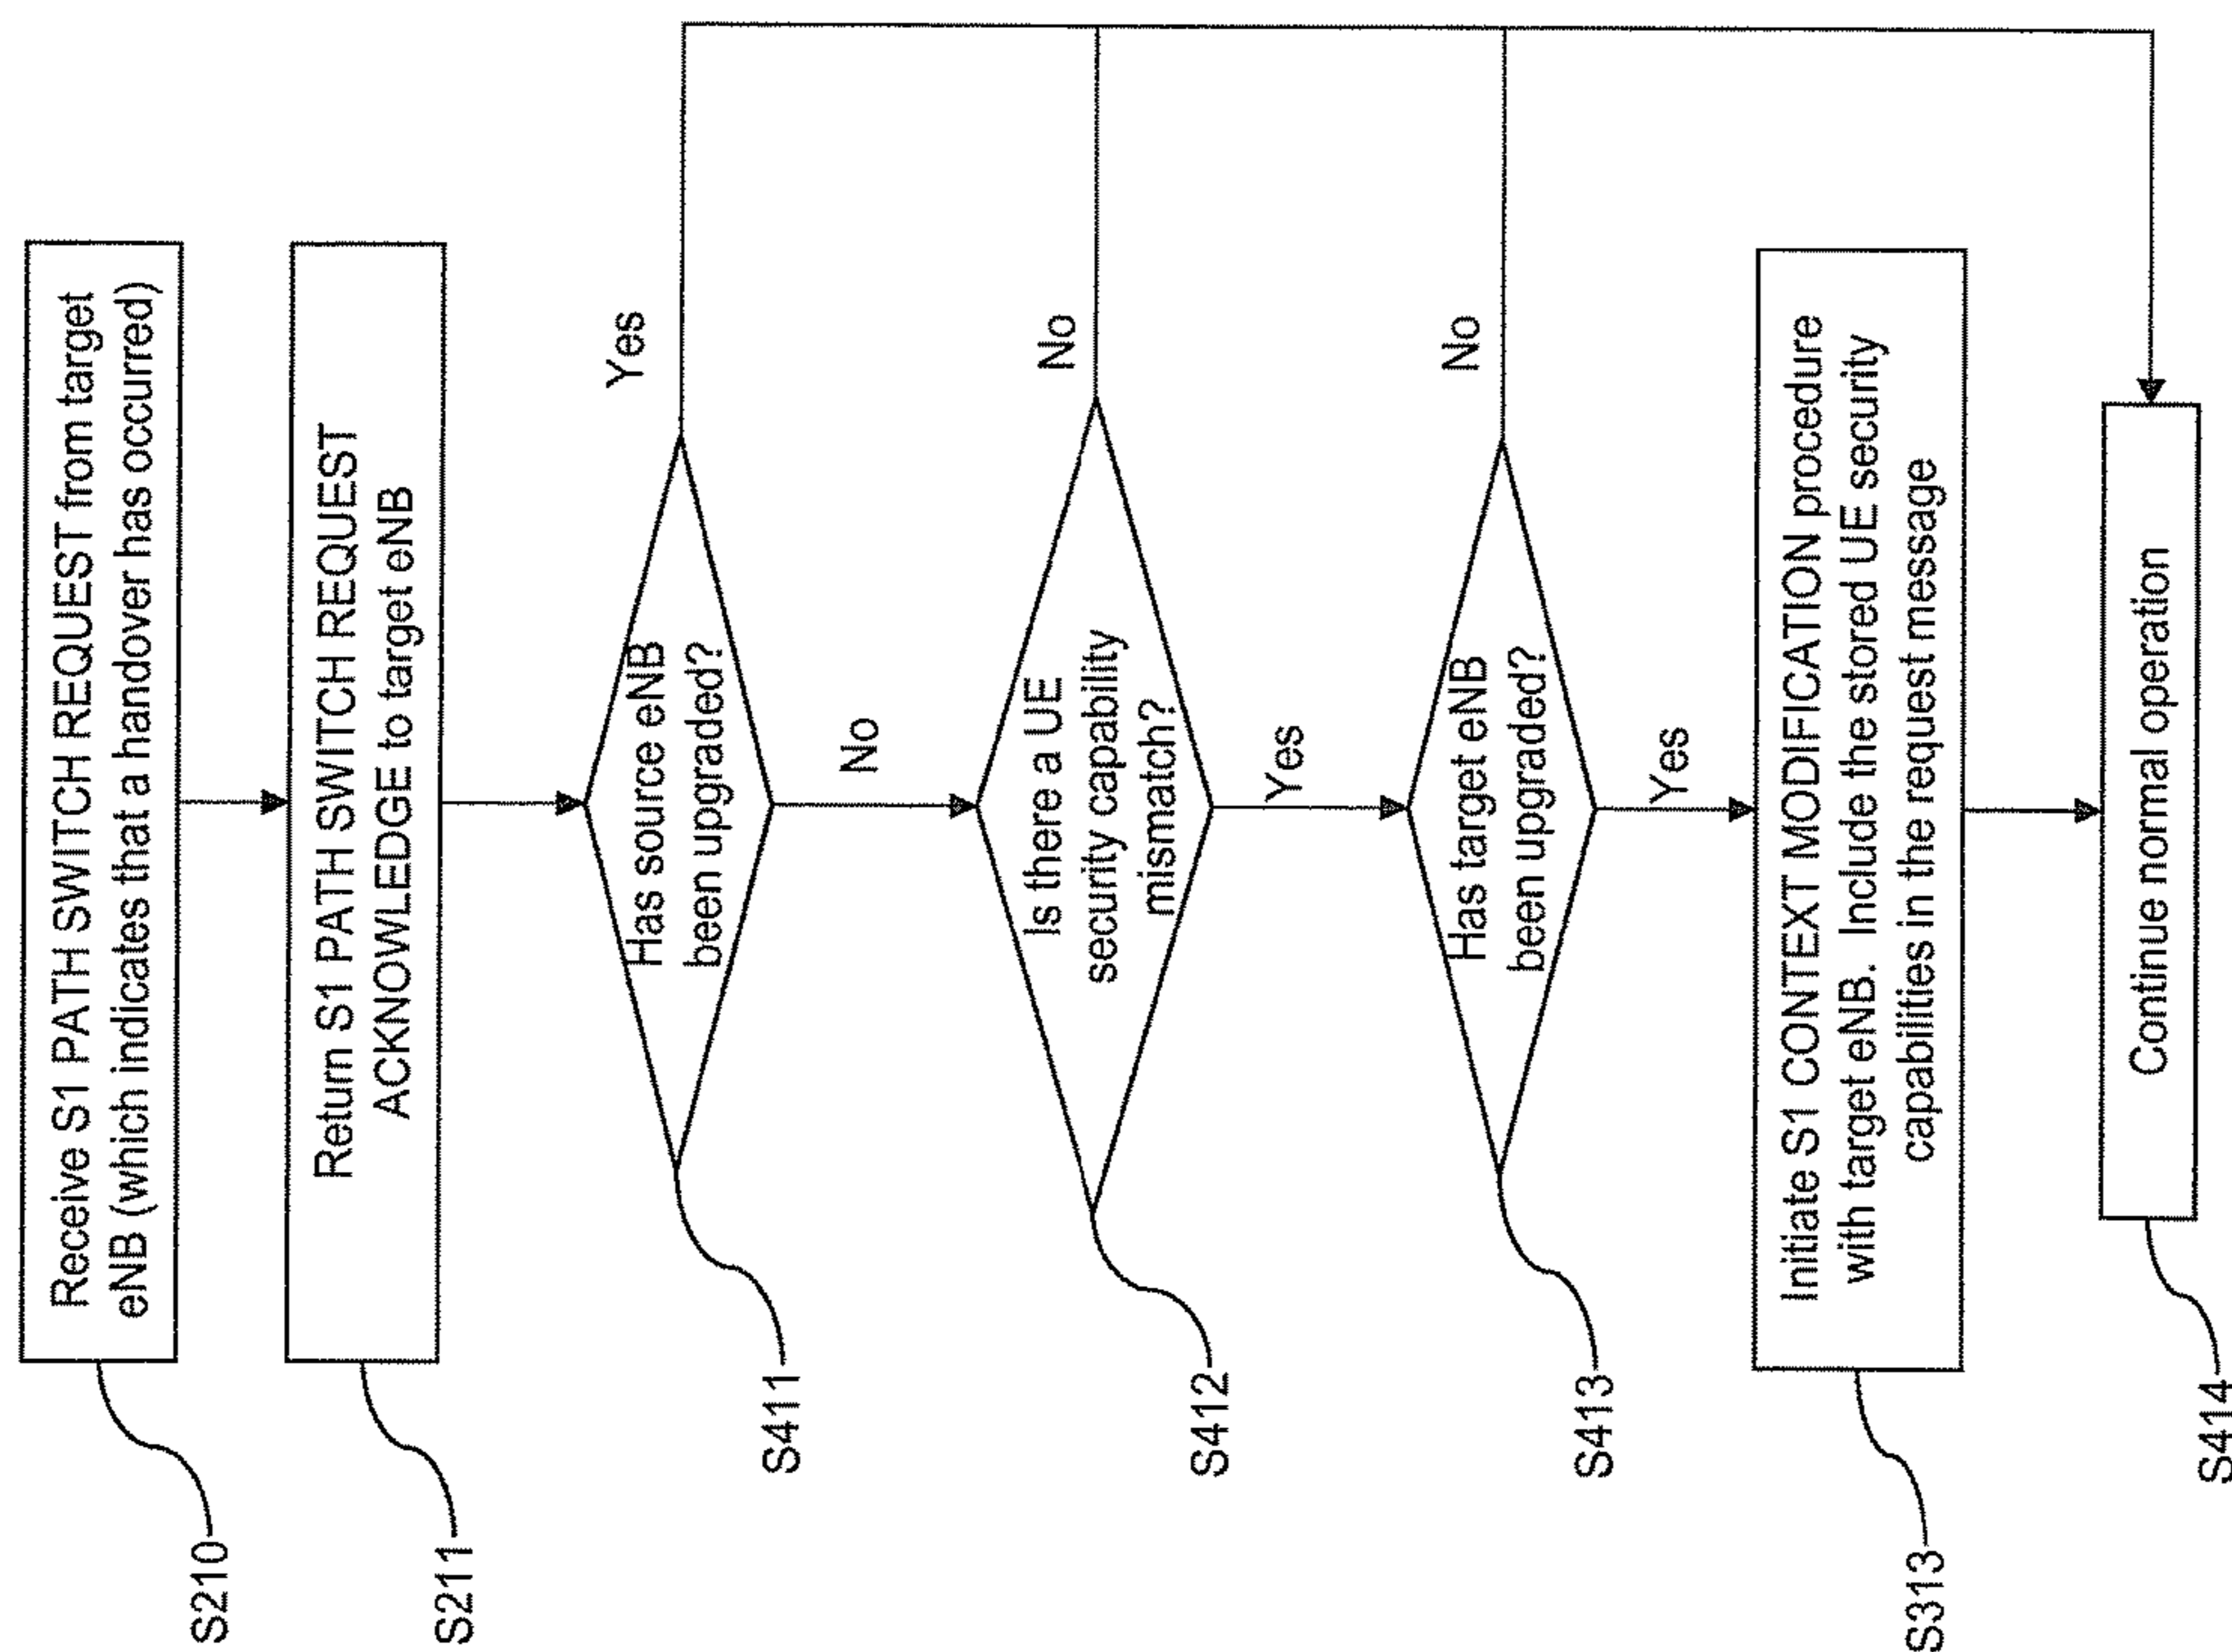 Receive S1 PATH SWITCH REQUEST from target
eNB (which indicates that a handover has occurred)
S210
Return S1 PATH SWITCH REQUEST
ACKNOWLEDGE to target eNB
S211
Has source eNB
been upgraded?
Yes
No
S411
Is there a UE
security capability
mismatch?
No
Yes
S412
Has target eNB
been upgraded?
No
Yes
S413
Initiate S1 CONTEXT MODIFICATION procedure
with target eNB. Include the stored UE security
capabilities in the request message
S313
Continue normal operation
S414